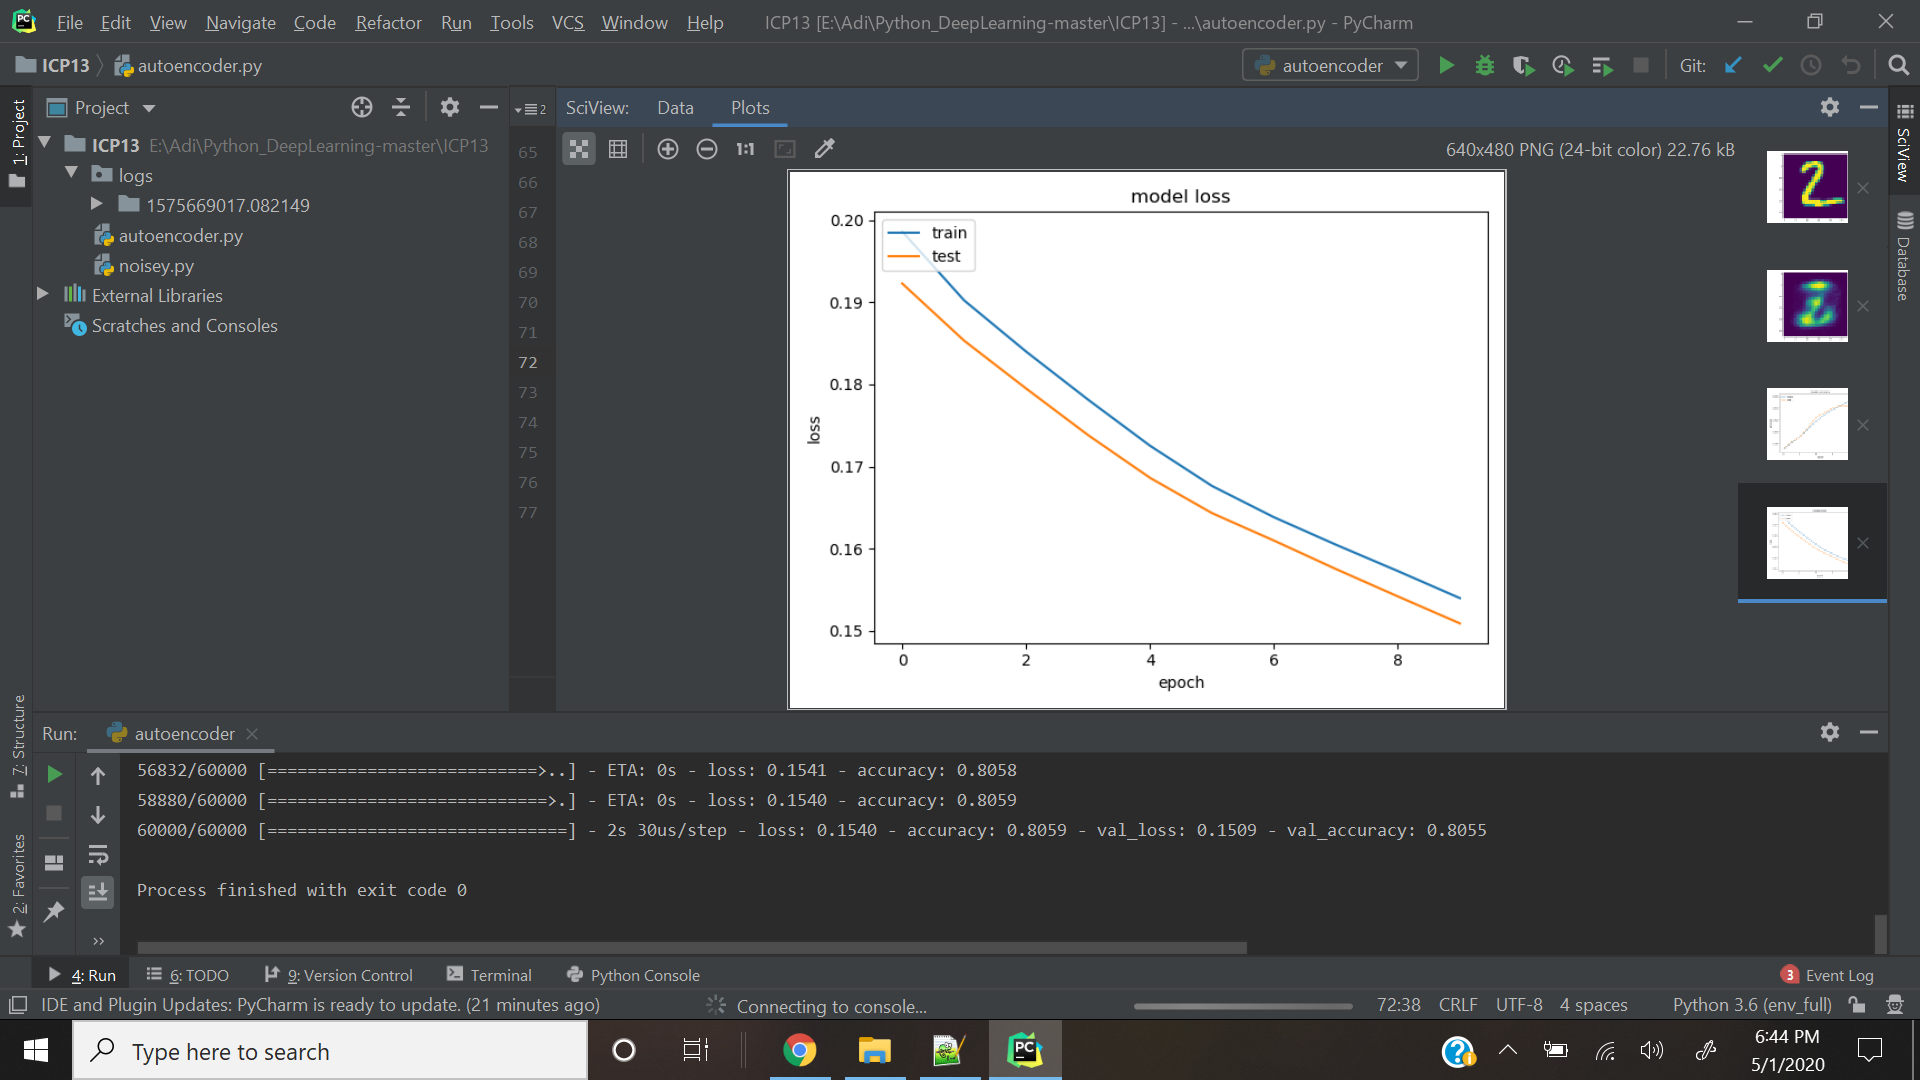 File Edit View Navigate Code Refactor Run Tools VCS Window Help ICP13 [E:\Adi\Python_DeepLearning-master\ICP13] - ...\autoencoder.py - PyCharm
ICP13 autoencoder.py autoencoder Git:
1: Project
Project
ICP13 E:\Adi\Python_DeepLearning-master\ICP13
logs
1575669017.082149
autoencoder.py
noisey.py
External Libraries
Scratches and Consoles
2
65
66
67
68
69
70
71
72
73
74
75
76
77
SciView: Data Plots
1:1 640x480 PNG (24-bit color) 22.76 kB
model loss
train
test
0.20
0.19
0.18
0.17
0.16
0.15
loss
0 2 4 6 8
epoch
SciView
Database
7: Structure
2: Favorites
Run: autoencoder
56832/60000 [===========================>..] - ETA: 0s - loss: 0.1541 - accuracy: 0.8058
58880/60000 [============================>.] - ETA: 0s - loss: 0.1540 - accuracy: 0.8059
60000/60000 [==============================] - 2s 30us/step - loss: 0.1540 - accuracy: 0.8059 - val_loss: 0.1509 - val_accuracy: 0.8055
Process finished with exit code 0
4: Run 6: TODO 9: Version Control Terminal Python Console 3 Event Log
IDE and Plugin Updates: PyCharm is ready to update. (21 minutes ago) Connecting to console... 72:38 CRLF UTF-8 4 spaces Python 3.6 (env_full)
Type here to search
6:44 PM
5/1/2020